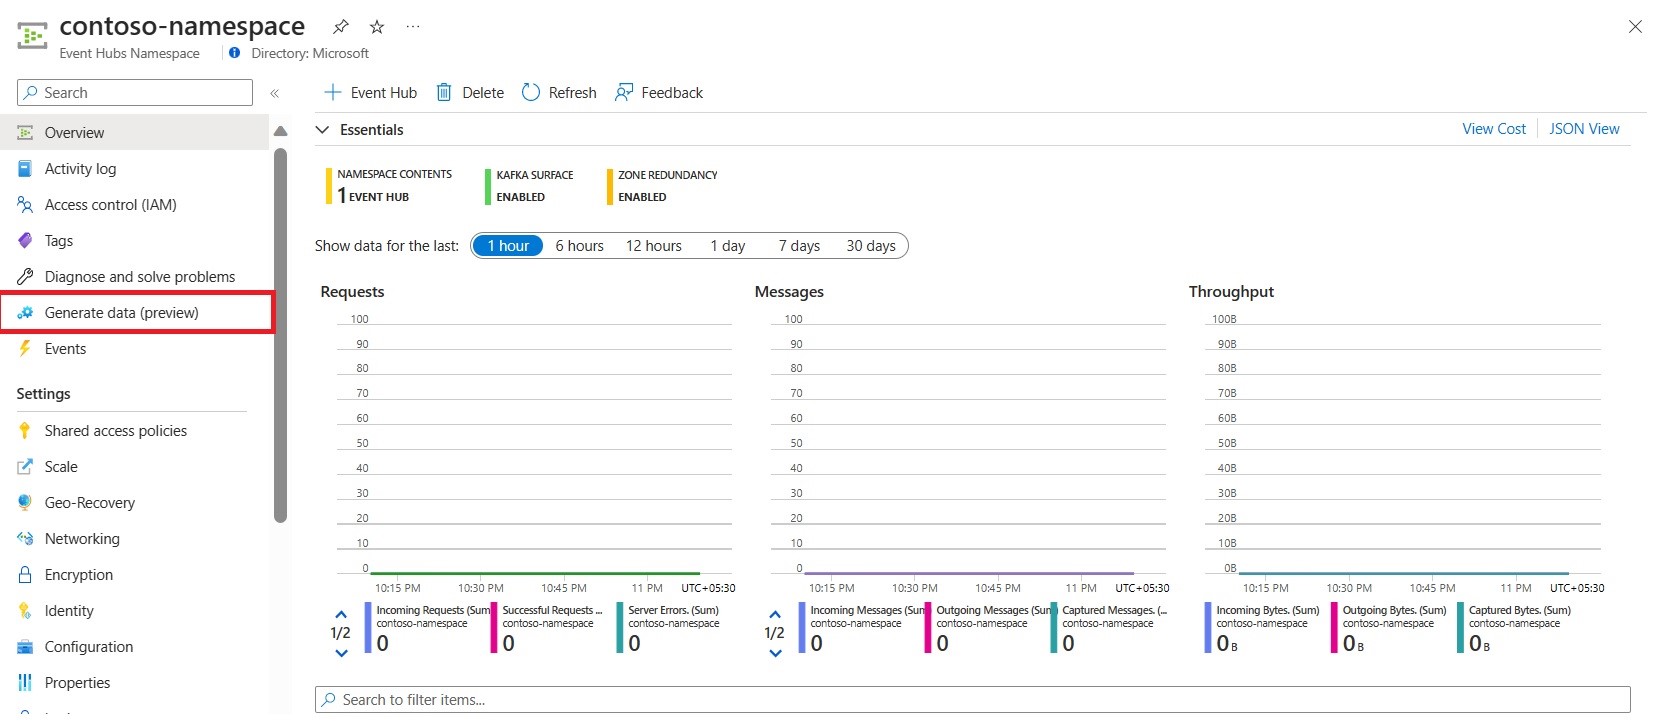 contoso-namespace
Event Hubs Namespace
Directory: Microsoft
Search
Overview
Activity log
Access control (IAM)
Tags
Diagnose and solve problems
Generate data (preview)
Events
Settings
Shared access policies
Scale
Geo-Recovery
Networking
Encryption
Identity
Configuration
Properties
Event Hub Delete Refresh Feedback
Essentials
View Cost JSON View
NAMESPACE CONTENTS
1 EVENT HUB
KAFKA SURFACE
ENABLED
ZONE REDUNDANCY
ENABLED
Show data for the last: 1 hour 6 hours 12 hours 1 day 7 days 30 days
Requests
100
90
80
70
60
50
40
30
20
10
0
10:15 PM 10:30 PM 10:45 PM 11 PM UTC+05:30
1/2
Incoming Requests (Sum
contoso-namespace
0
Successful Requests ...
contoso-namespace
0
Server Errors. (Sum)
contoso-namespace
0
Messages
100
90
80
70
60
50
40
30
20
10
0
10:15 PM 10:30 PM 10:45 PM 11 PM UTC+05:30
1/2
Incoming Messages (Sum
contoso-namespace
0
Outgoing Messages (Sum
contoso-namespace
0
Captured Messages. (...
contoso-namespace
0
Throughput
100B
90B
80B
70B
60B
50B
40B
30B
20B
10B
0B
10:15 PM 10:30 PM 10:45 PM 11 PM UTC+05:30
Incoming Bytes. (Sum)
contoso-namespace
0 B
Outgoing Bytes. (Sum)
contoso-namespace
0 B
Captured Bytes. (Sum)
contoso-namespace
0 B
Search to filter items...